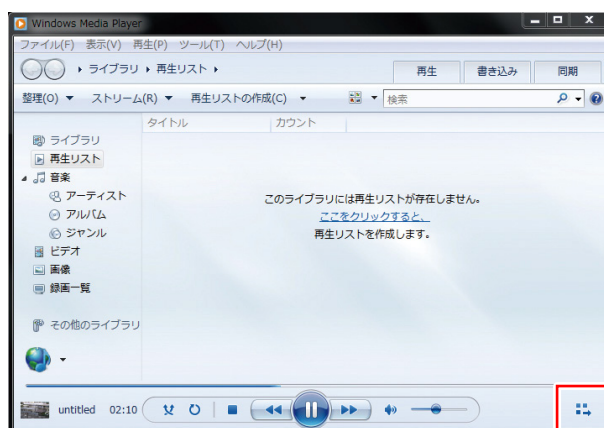 Windows Media Player
ファイル(F) 表示(V) 再生(P) ツール(T) ヘルプ(H)
ライブラリ 再生リスト
再生 書き込み 同期
整理(O) ストリーム(R) 再生リストの作成(C) 検索
タイトル カウント
ライブラリ
再生リスト
音楽
アーティスト
アルバム
ジャンル
ビデオ
画像
録画一覧
その他のライブラリ
このライブラリには再生リストが存在しません。
ここをクリックすると、
再生リストを作成します。
untitled 02:10